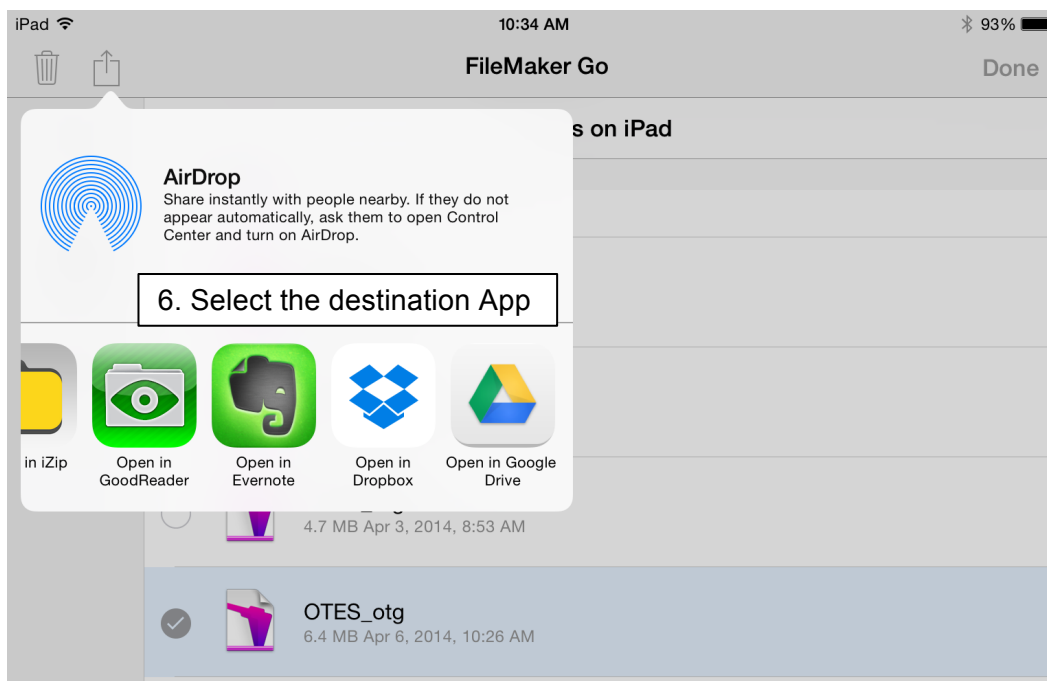 iPad
10:34 AM
93%
FileMaker Go
Done
s on iPad
AirDrop
Share instantly with people nearby. If they do not
appear automatically, ask them to open Control
Center and turn on AirDrop.
6. Select the destination App
in iZip
Open in
GoodReader
Open in
Evernote
Open in
Dropbox
Open in Google
Drive
4.7 MB Apr 3, 2014, 8:53 AM
OTES_otg
6.4 MB Apr 6, 2014, 10:26 AM